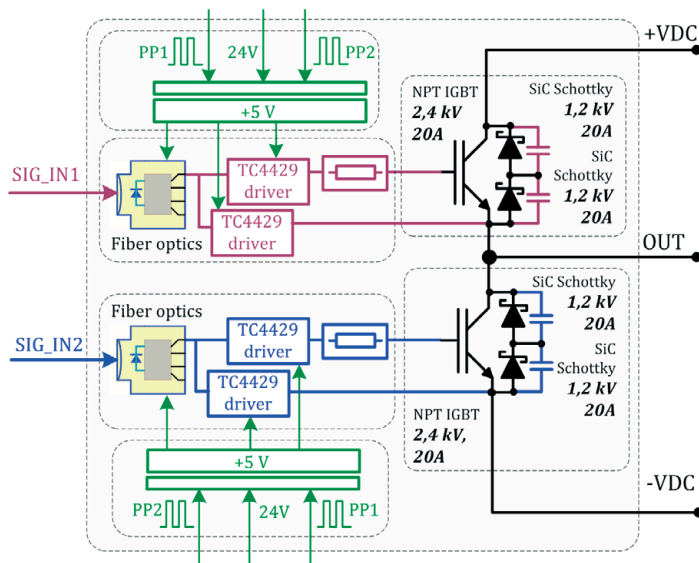 PP1
24V
PP2
+VDC
+5 V
NPT IGBT
2,4 kV
20A
SiC Schottky
1,2 kV
20A
SiC
Schottky
1,2 kV
20A
SIG_IN1
TC4429
driver
TC4429
driver
Fiber optics
OUT
Fiber optics
SiC Schottky
1,2 kV
20A
SiC
Schottky
1,2 kV
20A
SIG_IN2
TC4429
driver
TC4429
driver
NPT IGBT
2,4 kV,
20A
+5 V
-VDC
PP2
24V
PP1